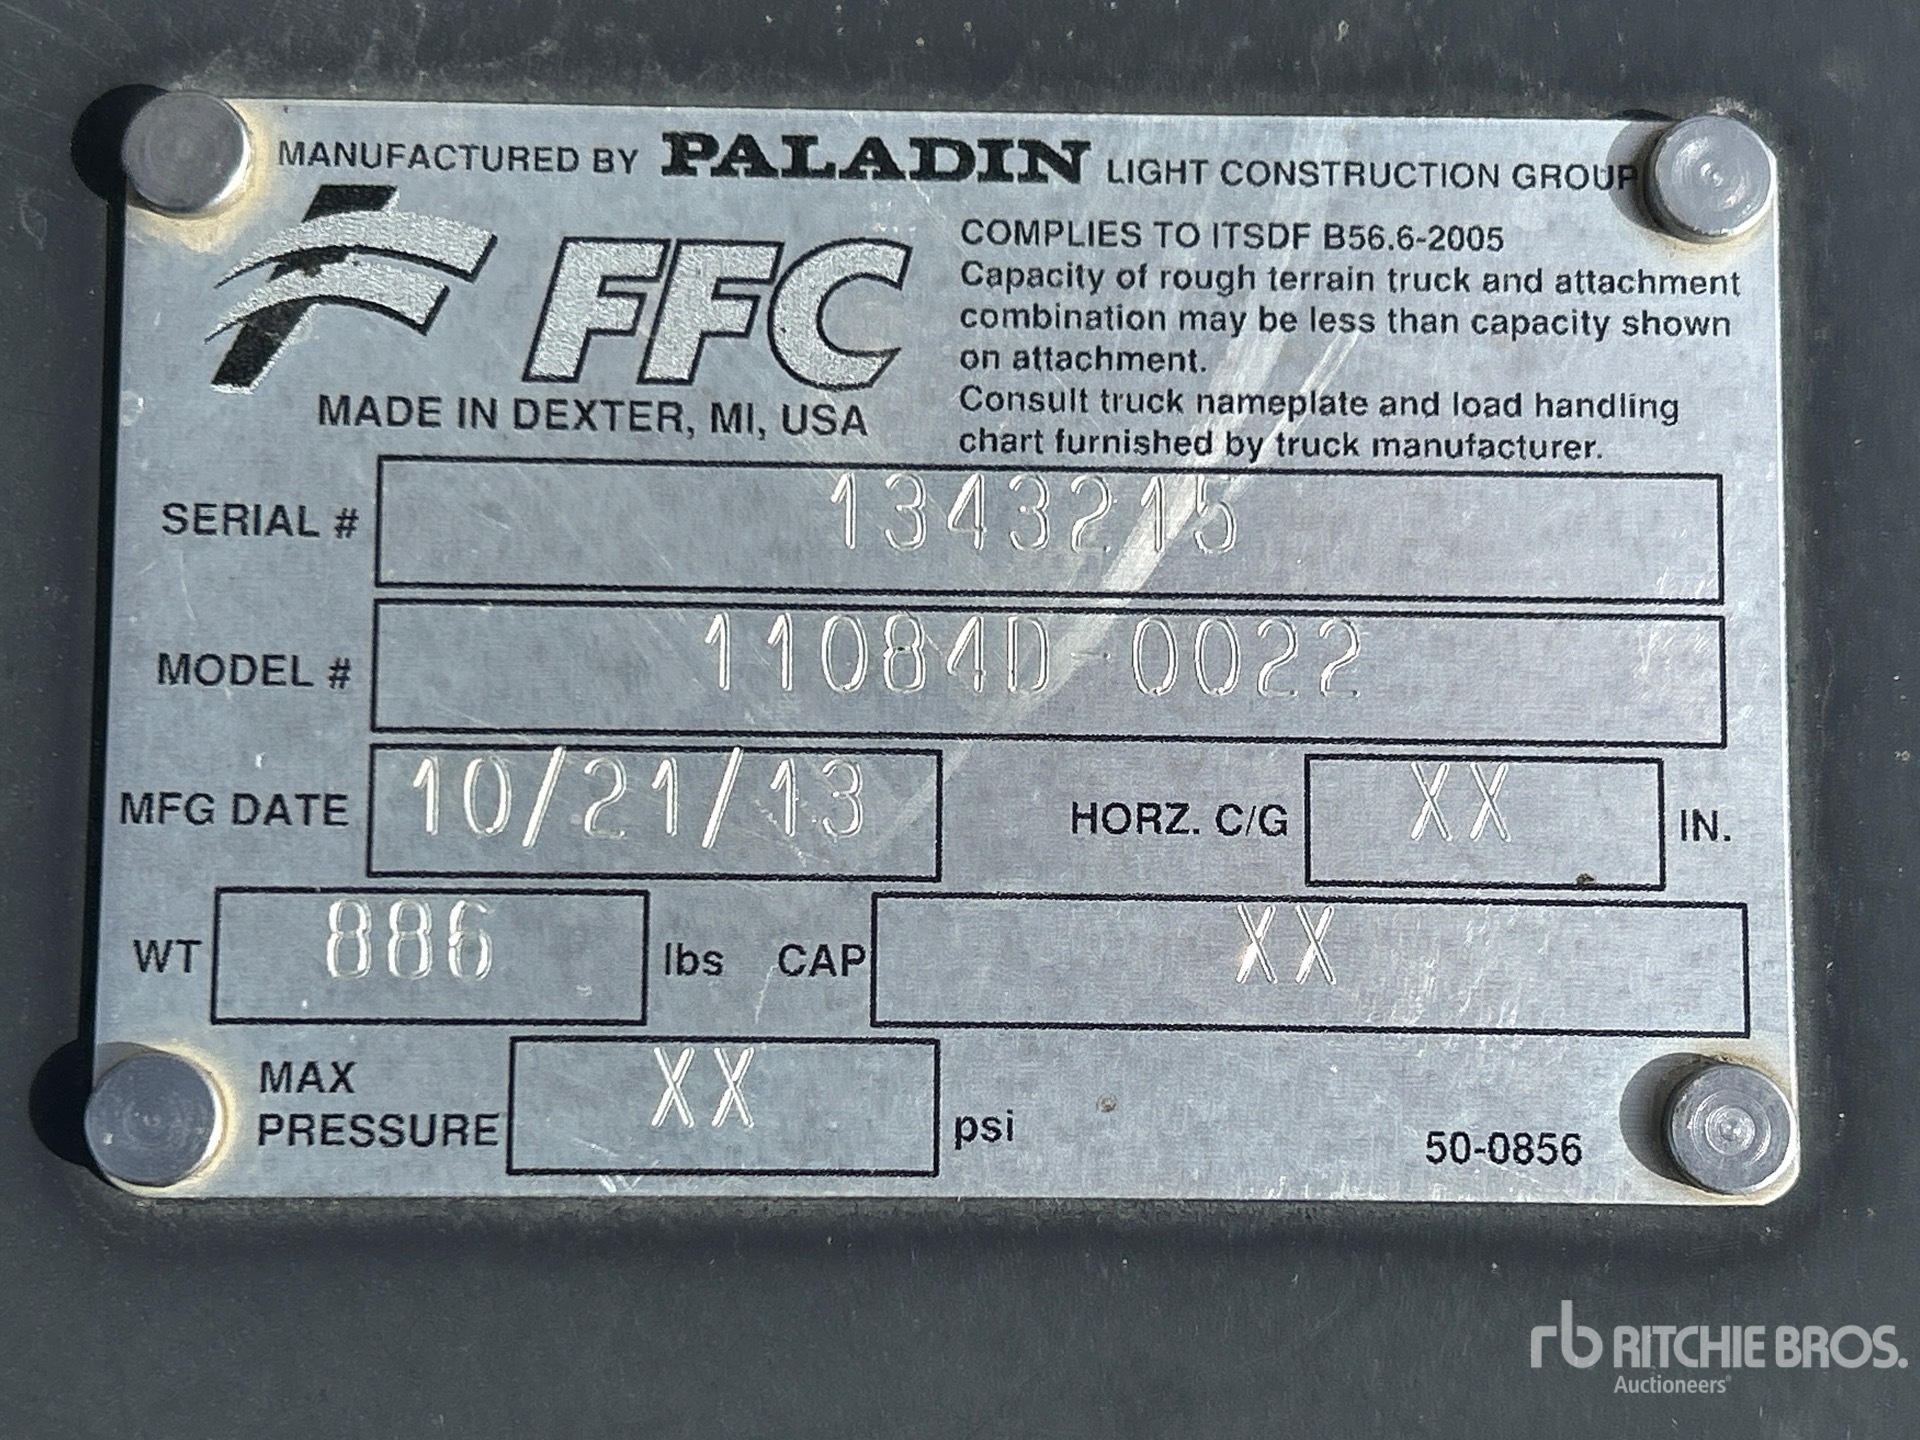 MANUFACTURED BY PALADIN LIGHT CONSTRUCTION GROUP
FFC
MADE IN DEXTER, MI, USA
COMPLIES TO ITSDF B56.6-2005
Capacity of rough terrain truck and attachment
combination may be less than capacity shown
on attachment.
Consult truck nameplate and load handling
chart furnished by truck manufacturer.
SERIAL # 1343215
MODEL # 11084D-0022
MFG DATE 10/21/13 HORZ. C/G XX IN.
WT 886 lbs CAP XX
MAX
PRESSURE XX psi
50-0856
rb RITCHIE BROS.
Auctioneers